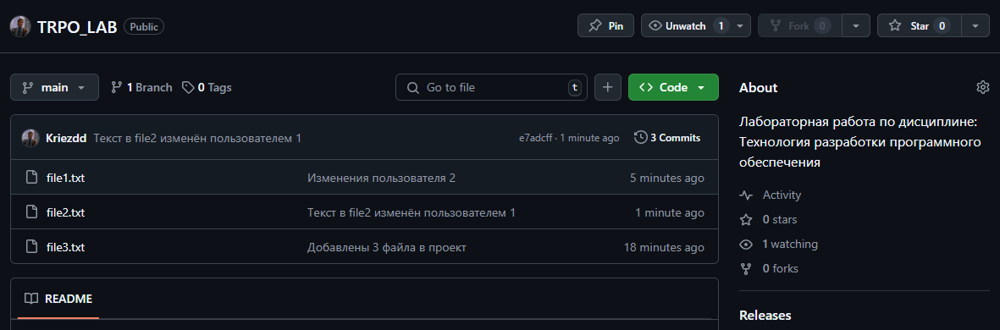 TRPO_LAB Public Pin Unwatch 1 Fork 0 Star 0
main 1 Branch 0 Tags Go to file t Code
Kriezdd Текст в file2 изменён пользователем 1 e7adcff · 1 minute ago 3 Commits
file1.txt Изменения пользователя 2 5 minutes ago
file2.txt Текст в file2 изменён пользователем 1 1 minute ago
file3.txt Добавлены 3 файла в проект 18 minutes ago
README
About
Лабораторная работа по дисциплине:
Технология разработки программного
обеспечения
Activity
0 stars
1 watching
0 forks
Releases